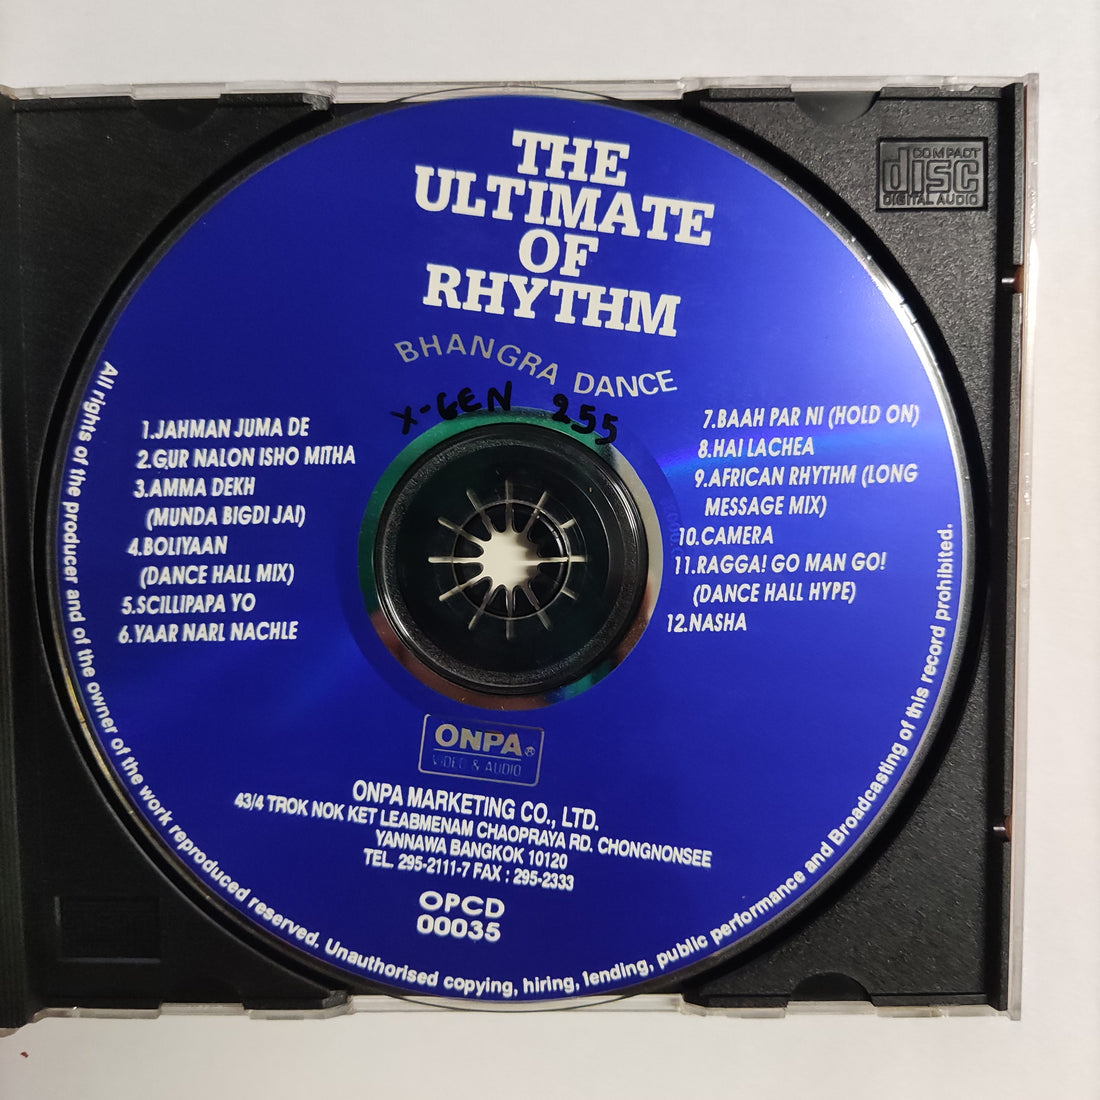 COMPACT
disc
DIGITAL AUDIO
THE
ULTIMATE
OF
RHYTHM
BHANGRA DANCE
X-GEN 255
1.JAHMAN JUMA DE
2.GUR NALON ISHO MITHA
3.AMMA DEKH
(MUNDA BIGDI JAI)
4.BOLIYAAN
(DANCE HALL MIX)
5.SCILLIPAPA YO
6.YAAR NARL NACHLE
7.BAAH PAR NI (HOLD ON)
8.HAI LACHEA
9.AFRICAN RHYTHM (LONG
MESSAGE MIX)
10.CAMERA
11.RAGGA! GO MAN GO!
(DANCE HALL HYPE)
12.NASHA
ONPA®
VIDEO & AUDIO
ONPA MARKETING CO., LTD.
43/4 TROK NOK KET LEABMENAM CHAOPRAYA RD. CHONGNONSEE
YANNAWA BANGKOK 10120
TEL. 295-2111-7 FAX : 295-2333
OPCD
00035
All rights of the producer and of the owner of the work reproduced reserved. Unauthorised copying, hiring, lending, public performance and Broadcasting of this record prohibited.